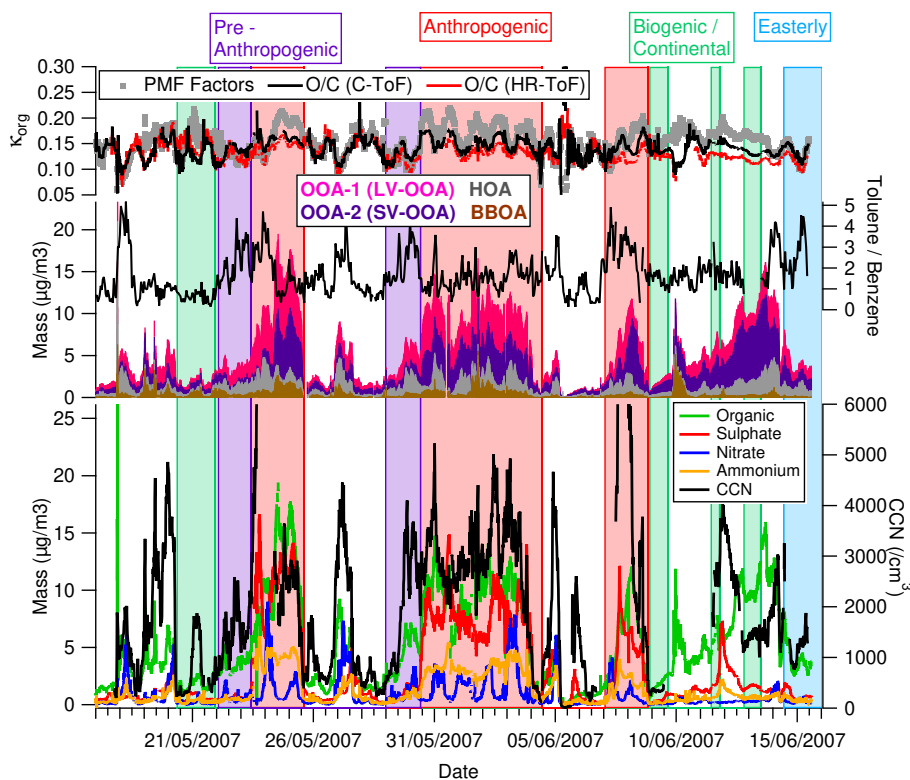 Pre -
Anthropogenic
Anthropogenic
Biogenic /
Continental
Easterly
0.30
0.25
0.20
0.15
0.10
0.05
κorg
PMF Factors
O/C (C-ToF)
O/C (HR-ToF)
OOA-1 (LV-OOA) HOA
OOA-2 (SV-OOA) BBOA
20
15
10
5
0
Mass (µg/m3)
5
4
3
2
1
0
Toluene / Benzene
25
20
15
10
5
0
Mass (µg/m3)
Organic
Sulphate
Nitrate
Ammonium
CCN
6000
5000
4000
3000
2000
1000
0
CCN (/cm³)
21/05/2007
26/05/2007
31/05/2007
05/06/2007
10/06/2007
15/06/2007
Date